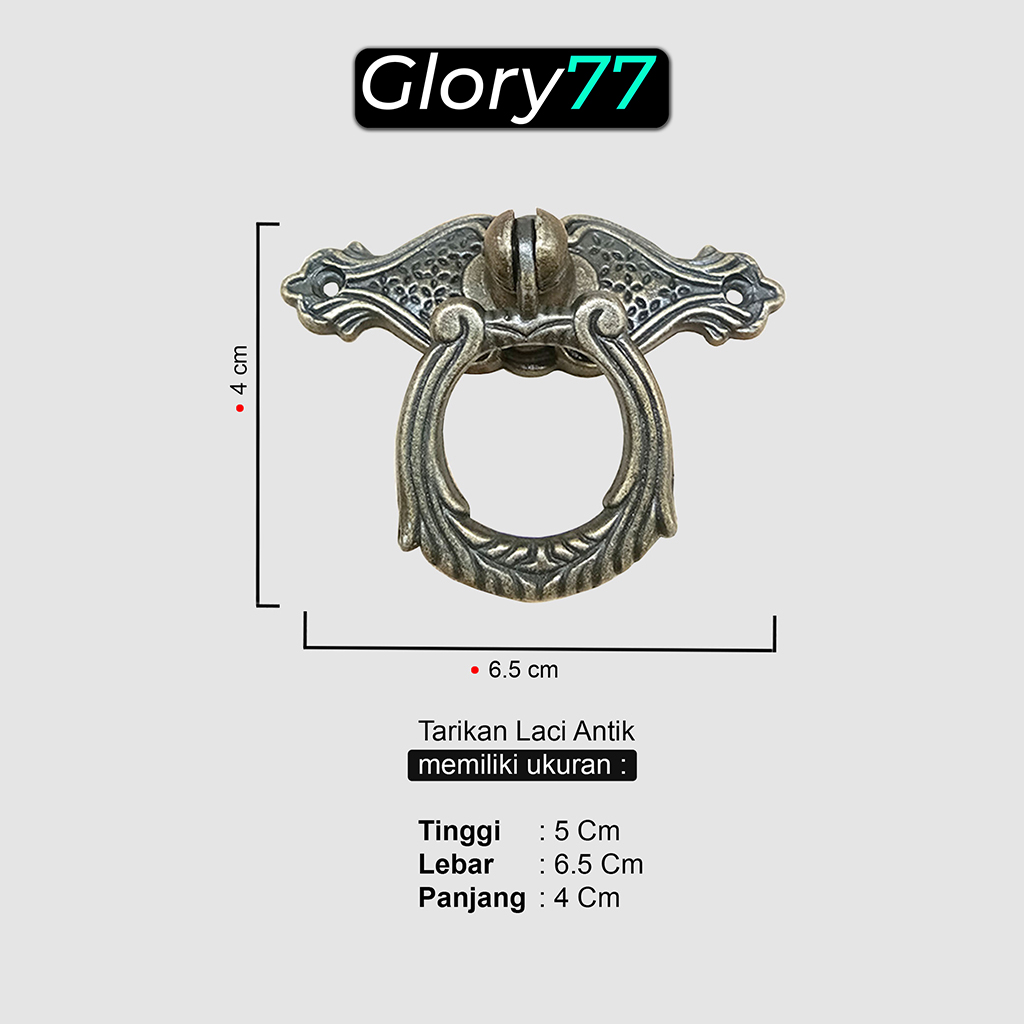 Glory77
4 cm
6.5 cm
Tarikan Laci Antik
memiliki ukuran :
Tinggi : 5 Cm
Lebar : 6.5 Cm
Panjang : 4 Cm